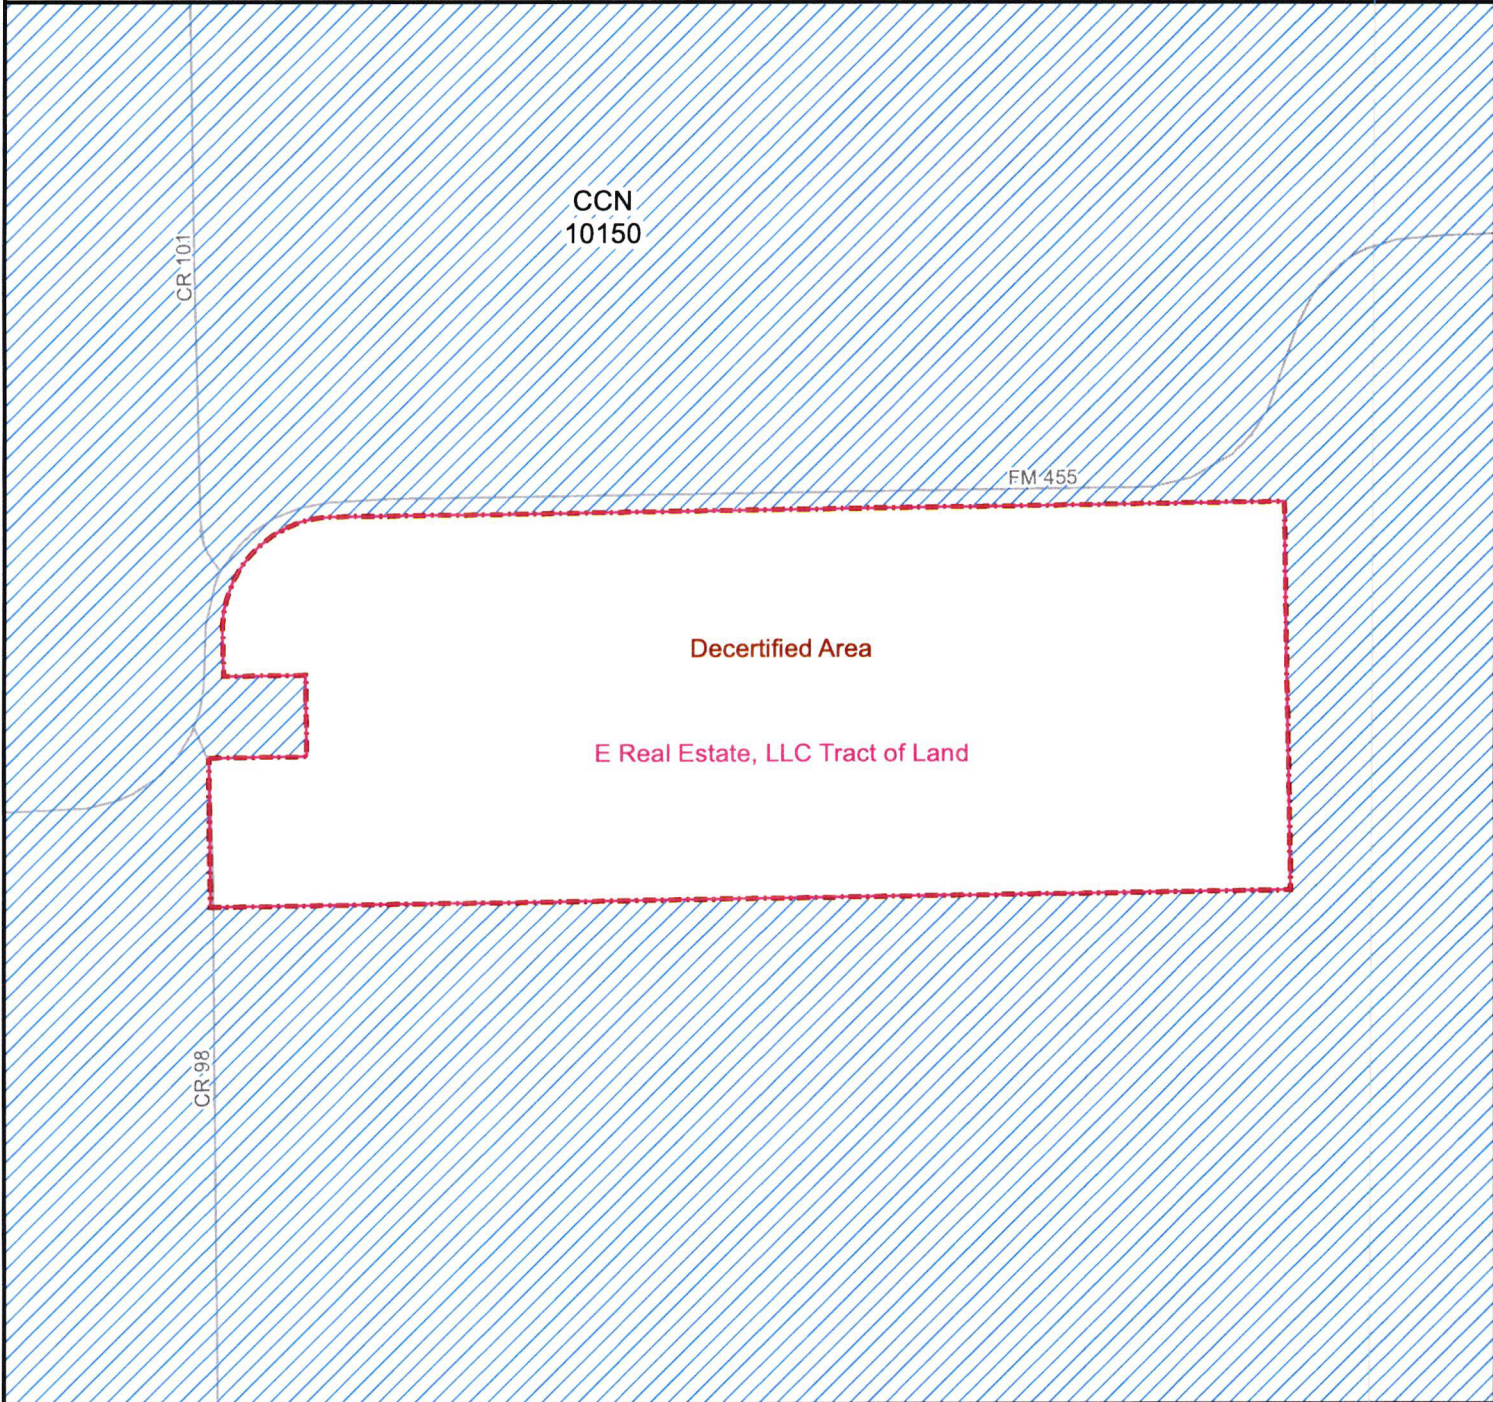 CCN
10150
CR 101
FM 455
Decertified Area
E Real Estate, LLC Tract of Land
CR 98